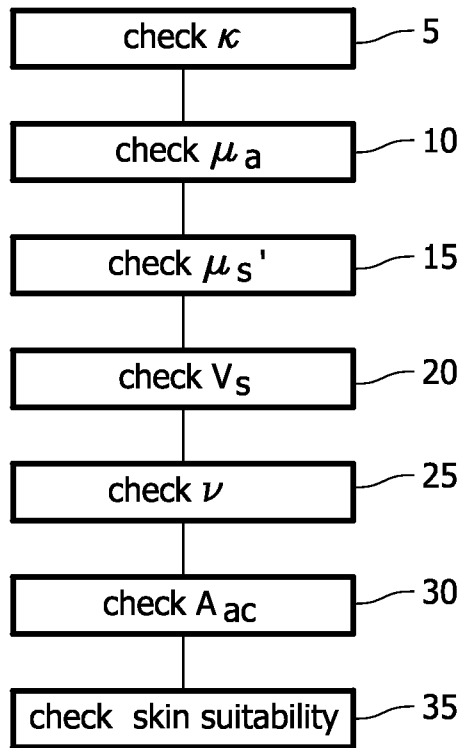 check κ 5
check μa 10
check μs' 15
check Vs 20
check ν 25
check Aac 30
check skin suitability 35